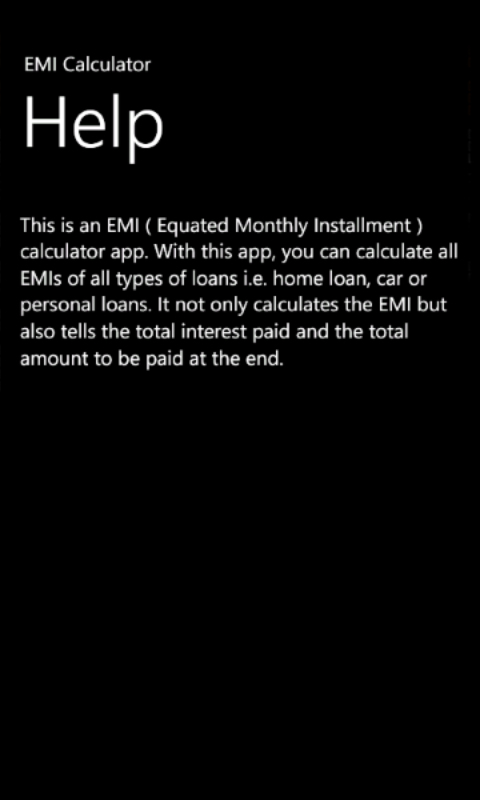 EMI Calculator
Help
This is an EMI ( Equated Monthly Installment )
calculator app. With this app, you can calculate all
EMIs of all types of loans i.e. home loan, car or
personal loans. It not only calculates the EMI but
also tells the total interest paid and the total
amount to be paid at the end.